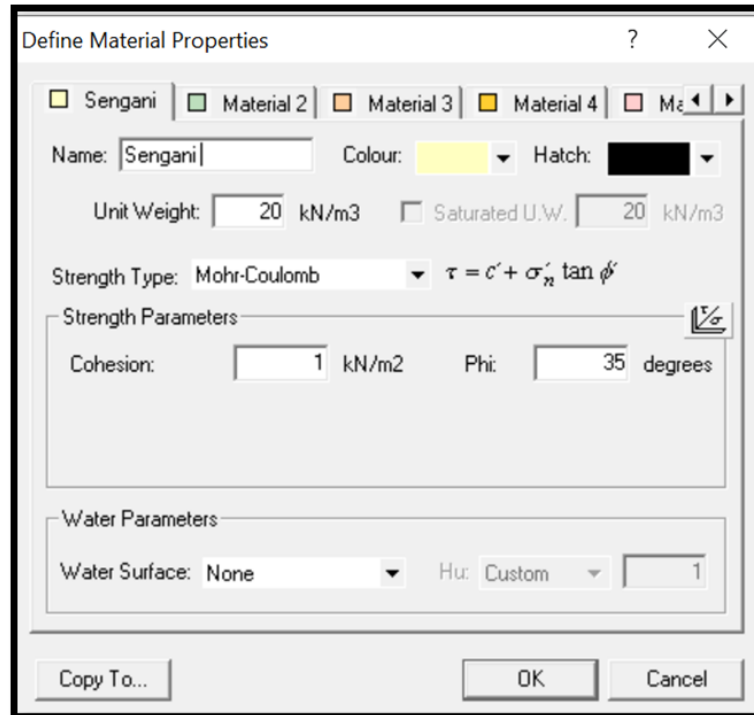 Define Material Properties ? ×
Sengani Material 2 Material 3 Material 4
Name: Sengani Colour: Hatch:
Unit Weight: 20 kN/m3 Saturated U.W. 20 kN/m3
Strength Type: Mohr-Coulomb τ = c′ + σ′n tan φ′
Strength Parameters τ/σ
Cohesion: 1 kN/m2 Phi: 35 degrees
Water Parameters
Water Surface: None Hu: Custom 1
Copy To... OK Cancel